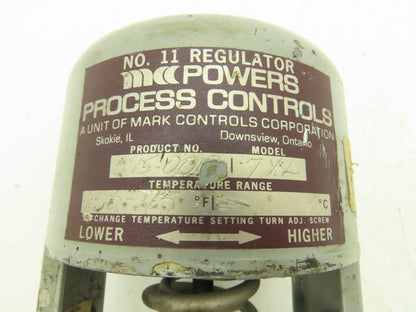 NO. 11 REGULATOR
mcc POWERS
PROCESS CONTROLS
A UNIT OF MARK CONTROLS CORPORATION
Skokie, IL Downsview, Ontario
PRODUCT NO. MODEL
TEMPERATURE RANGE
°F °C
CHANGE TEMPERATURE SETTING TURN ADJ. SCREW
LOWER HIGHER